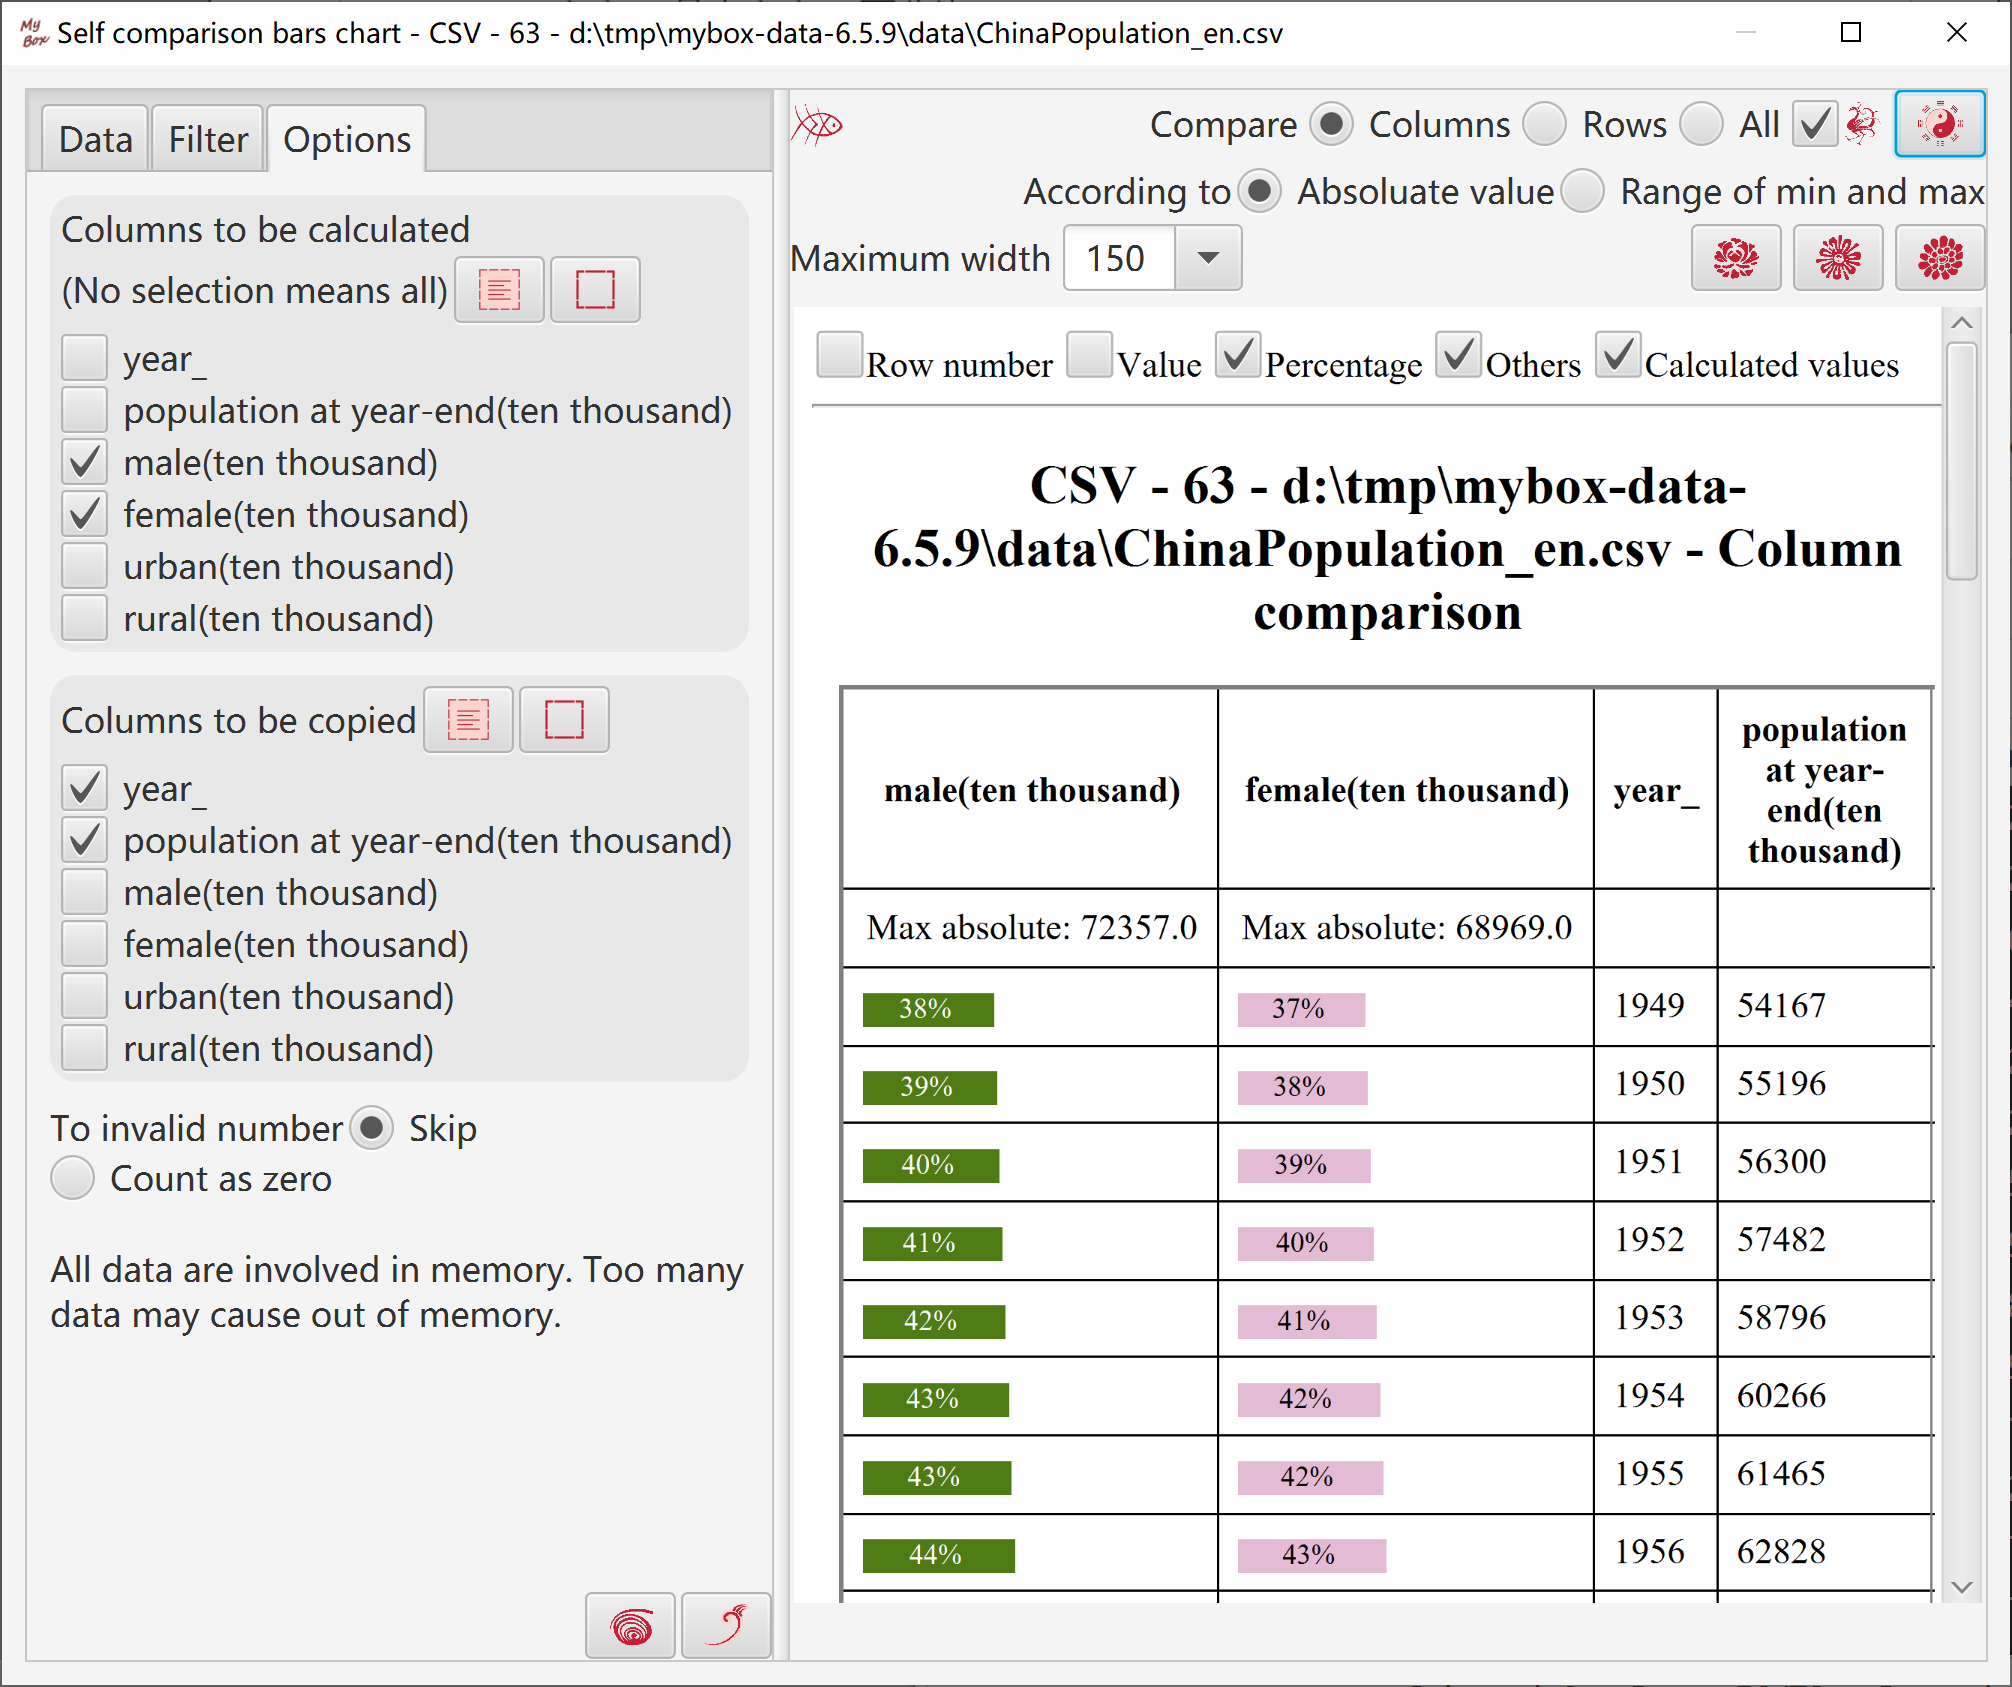 My Box
Self comparison bars chart - CSV - 63 - d:\tmp\mybox-data-6.5.9\data\ChinaPopulation_en.csv
Data Filter Options
Columns to be calculated
(No selection means all)
year_
population at year-end(ten thousand)
male(ten thousand)
female(ten thousand)
urban(ten thousand)
rural(ten thousand)
Columns to be copied
year_
population at year-end(ten thousand)
male(ten thousand)
female(ten thousand)
urban(ten thousand)
rural(ten thousand)
To invalid number Skip
Count as zero
All data are involved in memory. Too many
data may cause out of memory.
Compare Columns Rows All
According to Absoluate value Range of min and max
Maximum width 150
Row number Value Percentage Others Calculated values
CSV - 63 - d:\tmp\mybox-data-
6.5.9\data\ChinaPopulation_en.csv - Column
comparison
male(ten thousand) female(ten thousand) year_ population
at year-
end(ten
thousand)
Max absolute: 72357.0 Max absolute: 68969.0
38% 37% 1949 54167
39% 38% 1950 55196
40% 39% 1951 56300
41% 40% 1952 57482
42% 41% 1953 58796
43% 42% 1954 60266
43% 42% 1955 61465
44% 43% 1956 62828